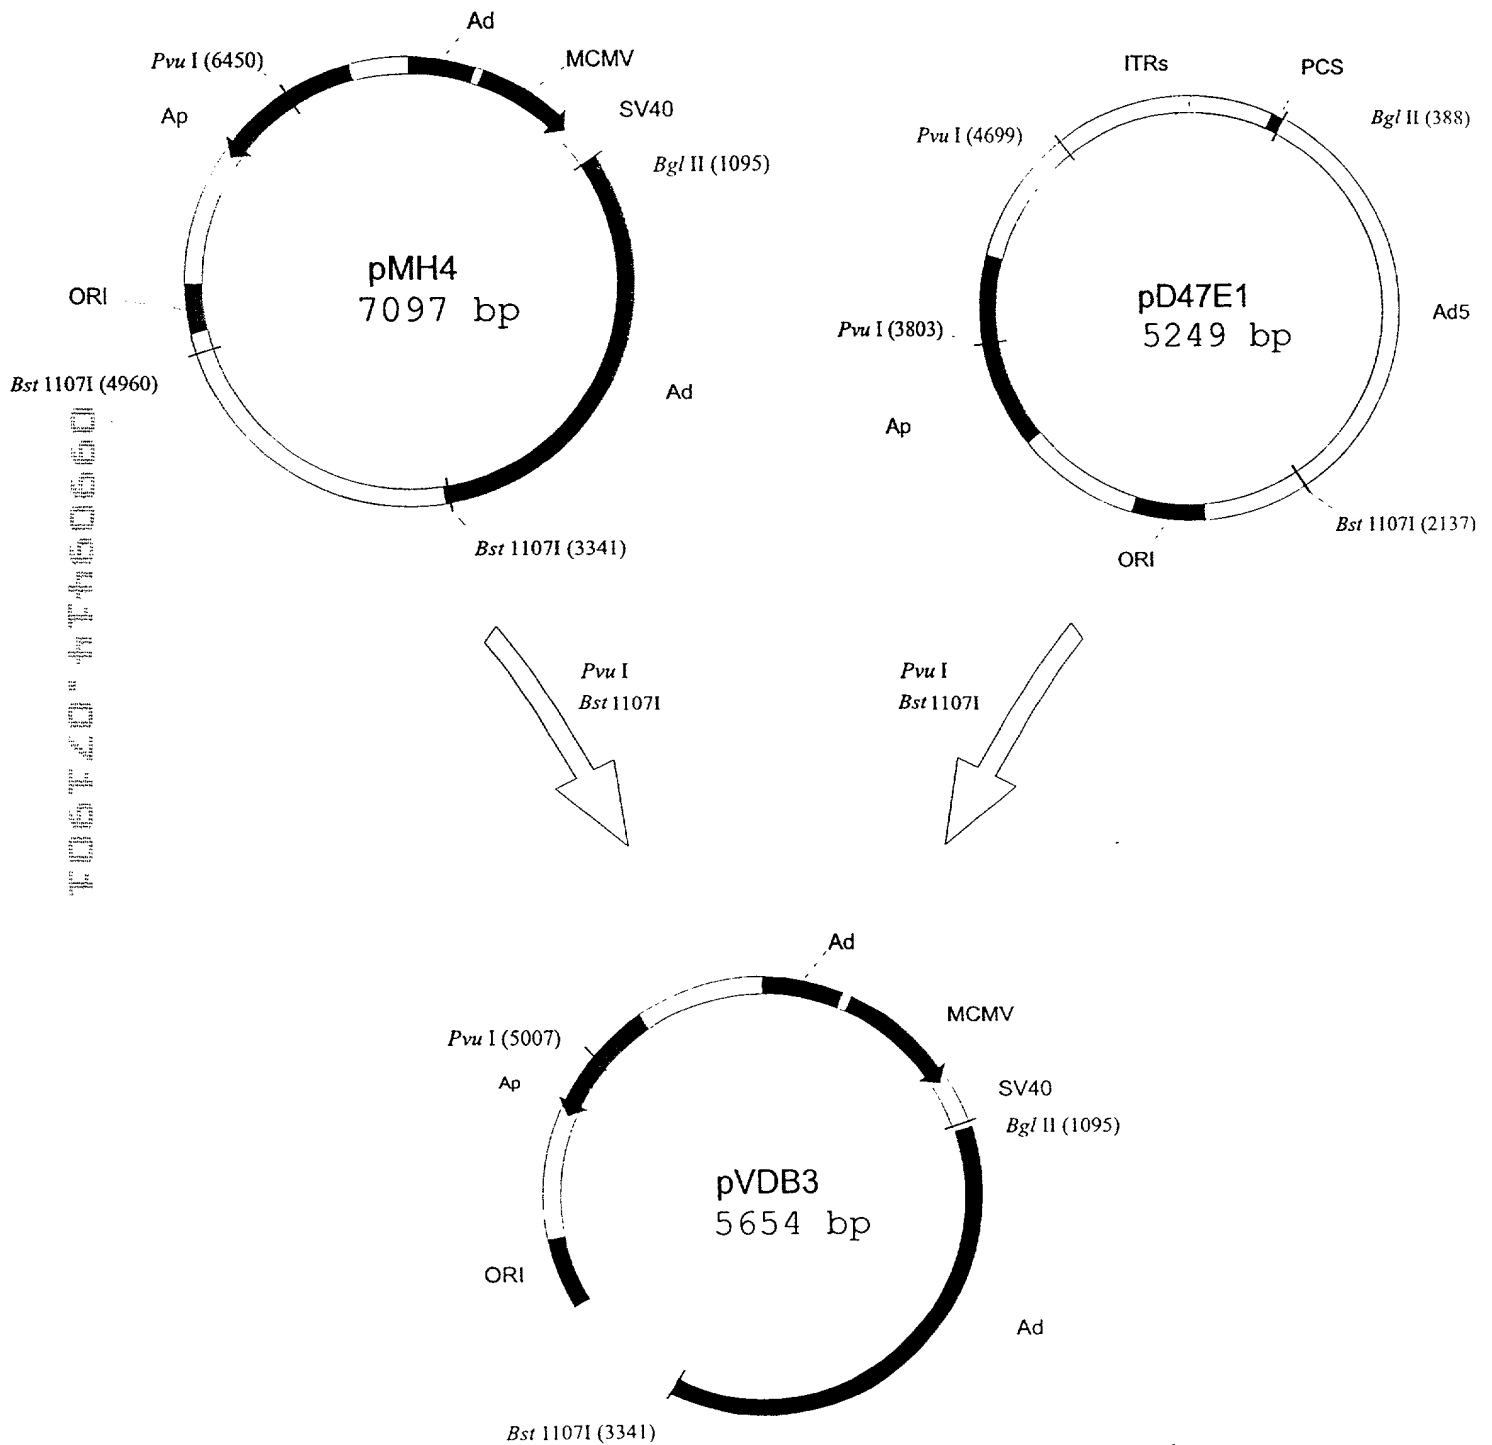 Ad
Pvu I (6450)
MCMV
Ap
SV40
Bgl II (1095)
pMH4
7097 bp
ORI
Bst 1107I (4960)
Ad
Bst 1107I (3341)
ITRs
PCS
Bgl II (388)
Pvu I (4699)
pD47E1
5249 bp
Ad5
Pvu I (3803)
Ap
Bst 1107I (2137)
ORI
Pvu I
Bst 1107I
Pvu I
Bst 1107I
Ad
MCMV
Pvu I (5007)
Ap
SV40
Bgl II (1095)
pVDB3
5654 bp
ORI
Ad
Bst 1107I (3341)